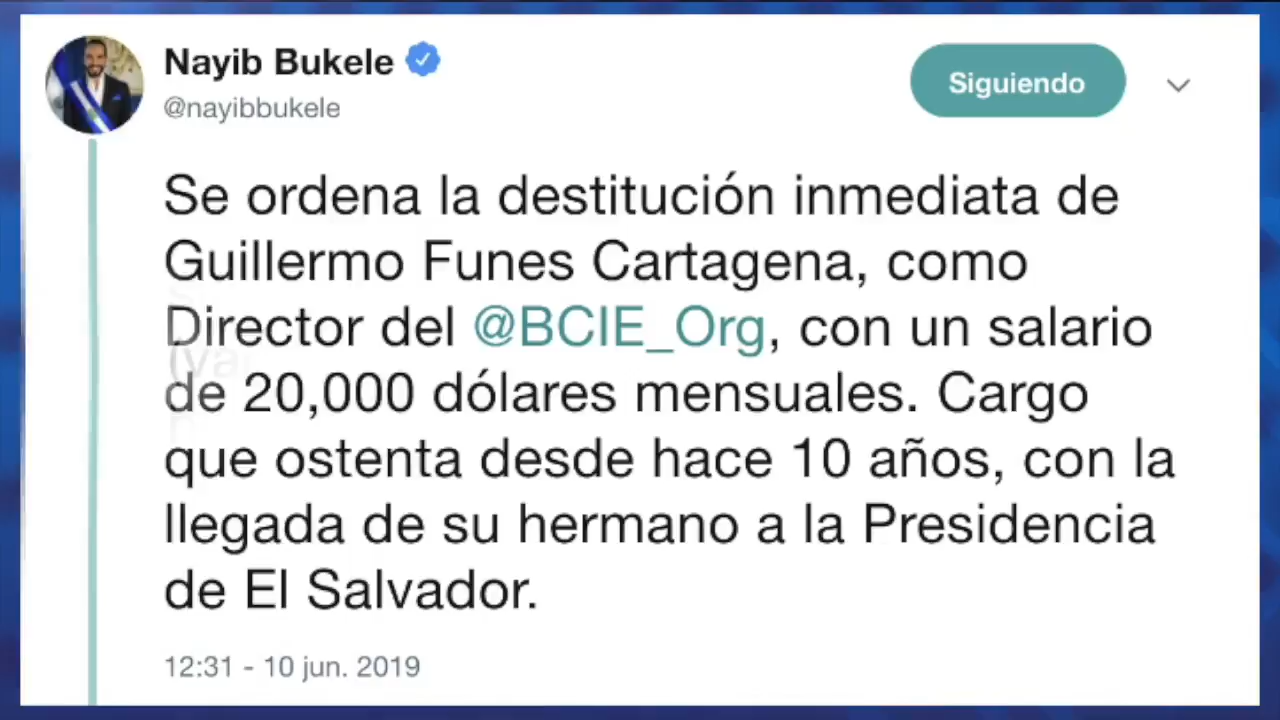 Nayib Bukele
@nayibbukele
Siguiendo
Se ordena la destitución inmediata de
Guillermo Funes Cartagena, como
Director del @BCIE_Org, con un salario
de 20,000 dólares mensuales. Cargo
que ostenta desde hace 10 años, con la
llegada de su hermano a la Presidencia
de El Salvador.
12:31 - 10 jun. 2019